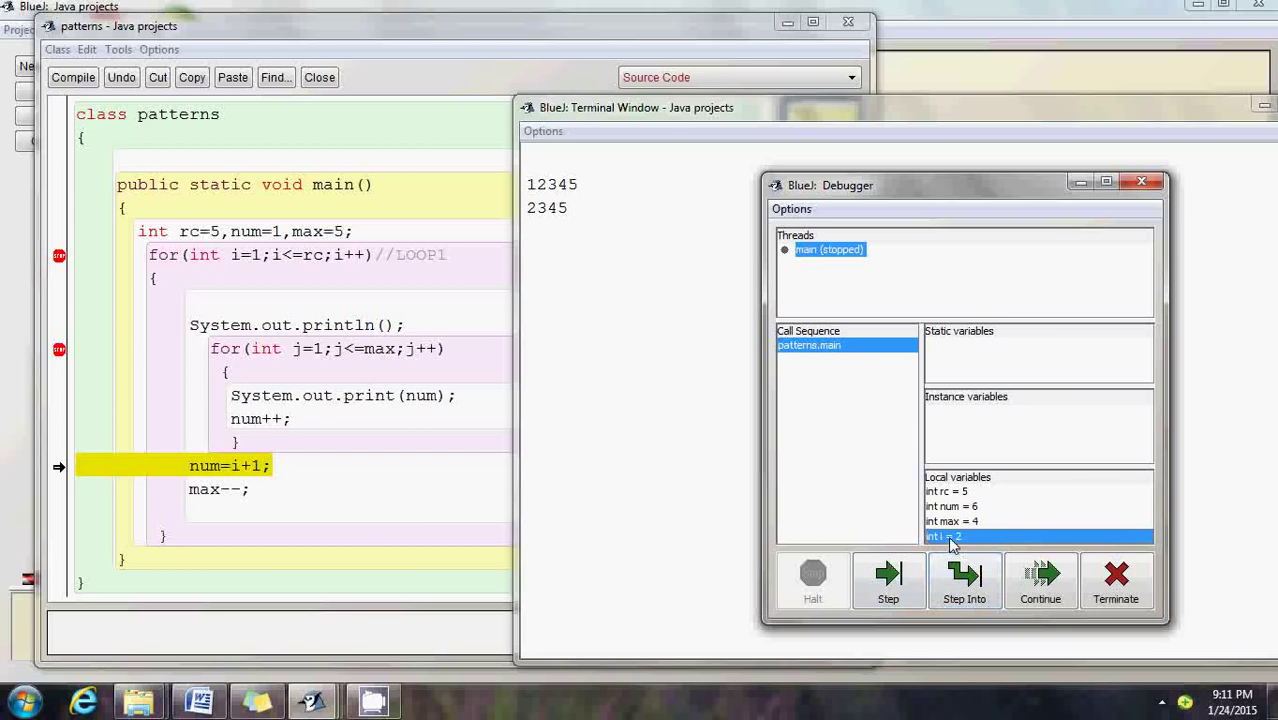 BlueJ: Java projects
patterns - Java projects
Class Edit Tools Options
Compile Undo Cut Copy Paste Find... Close
Source Code
class patterns
{
public static void main()
{
int rc=5,num=1,max=5;
for(int i=1;i<=rc;i++)//LOOP1
{
System.out.println();
for(int j=1;j<=max;j++)
{
System.out.print(num);
num++;
}
num=i+1;
max--;
}
}
}
BlueJ: Terminal Window - Java projects
Options
12345
2345
BlueJ: Debugger
Options
Threads
main (stopped)
Call Sequence
patterns.main
Static variables
Instance variables
Local variables
int rc = 5
int num = 6
int max = 4
int i = 2
Halt
Step
Step Into
Continue
Terminate
9:11 PM
1/24/2015